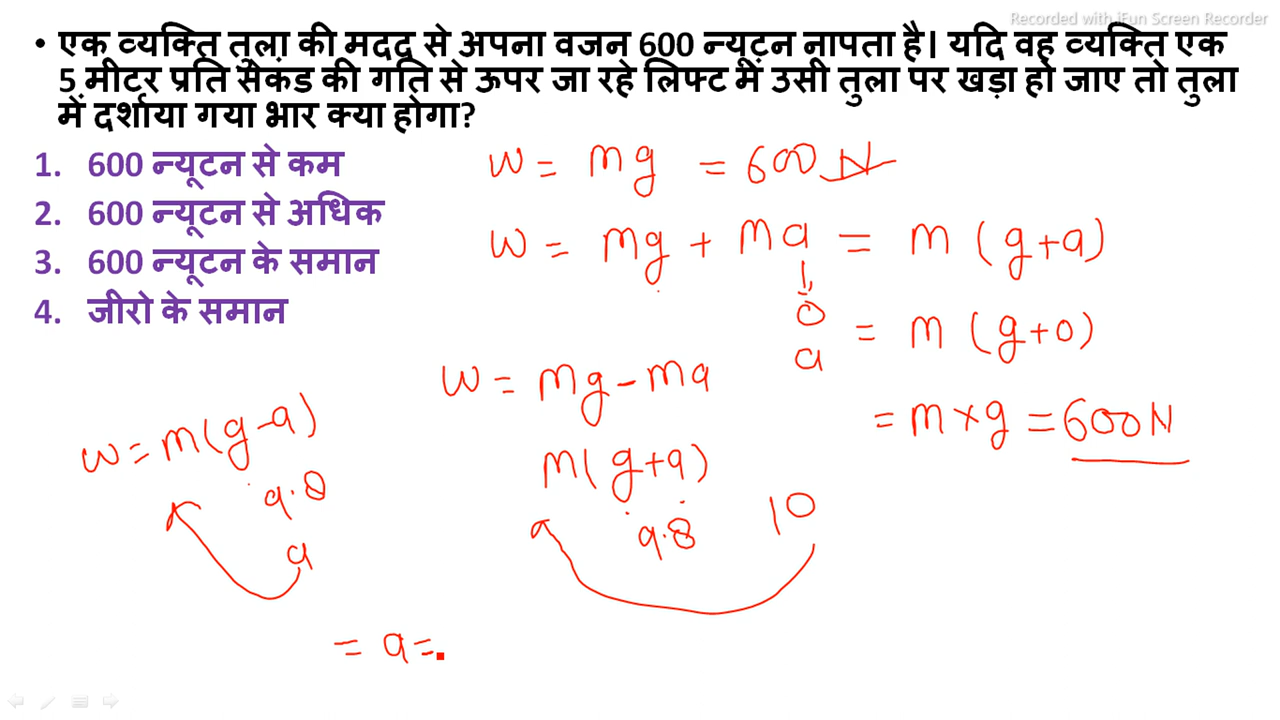 Recorded with iFun Screen Recorder
• एक व्यक्ति तुला की मदद से अपना वजन 600 न्यूटन नापता है। यदि वह व्यक्ति एक
5 मीटर प्रति सेकंड की गति से ऊपर जा रहे लिफ्ट में उसी तुला पर खड़ा हो जाए तो तुला
में दर्शाया गया भार क्या होगा?
1. 600 न्यूटन से कम
2. 600 न्यूटन से अधिक
3. 600 न्यूटन के समान
4. जीरो के समान
W = mg = 600 N
W = mg + ma = m (g+a)
0
a
= m (g+0)
W = mg - ma
= m × g = 600N
W = m(g-a)
9.8
a
m(g+a)
9.8
10
= a =